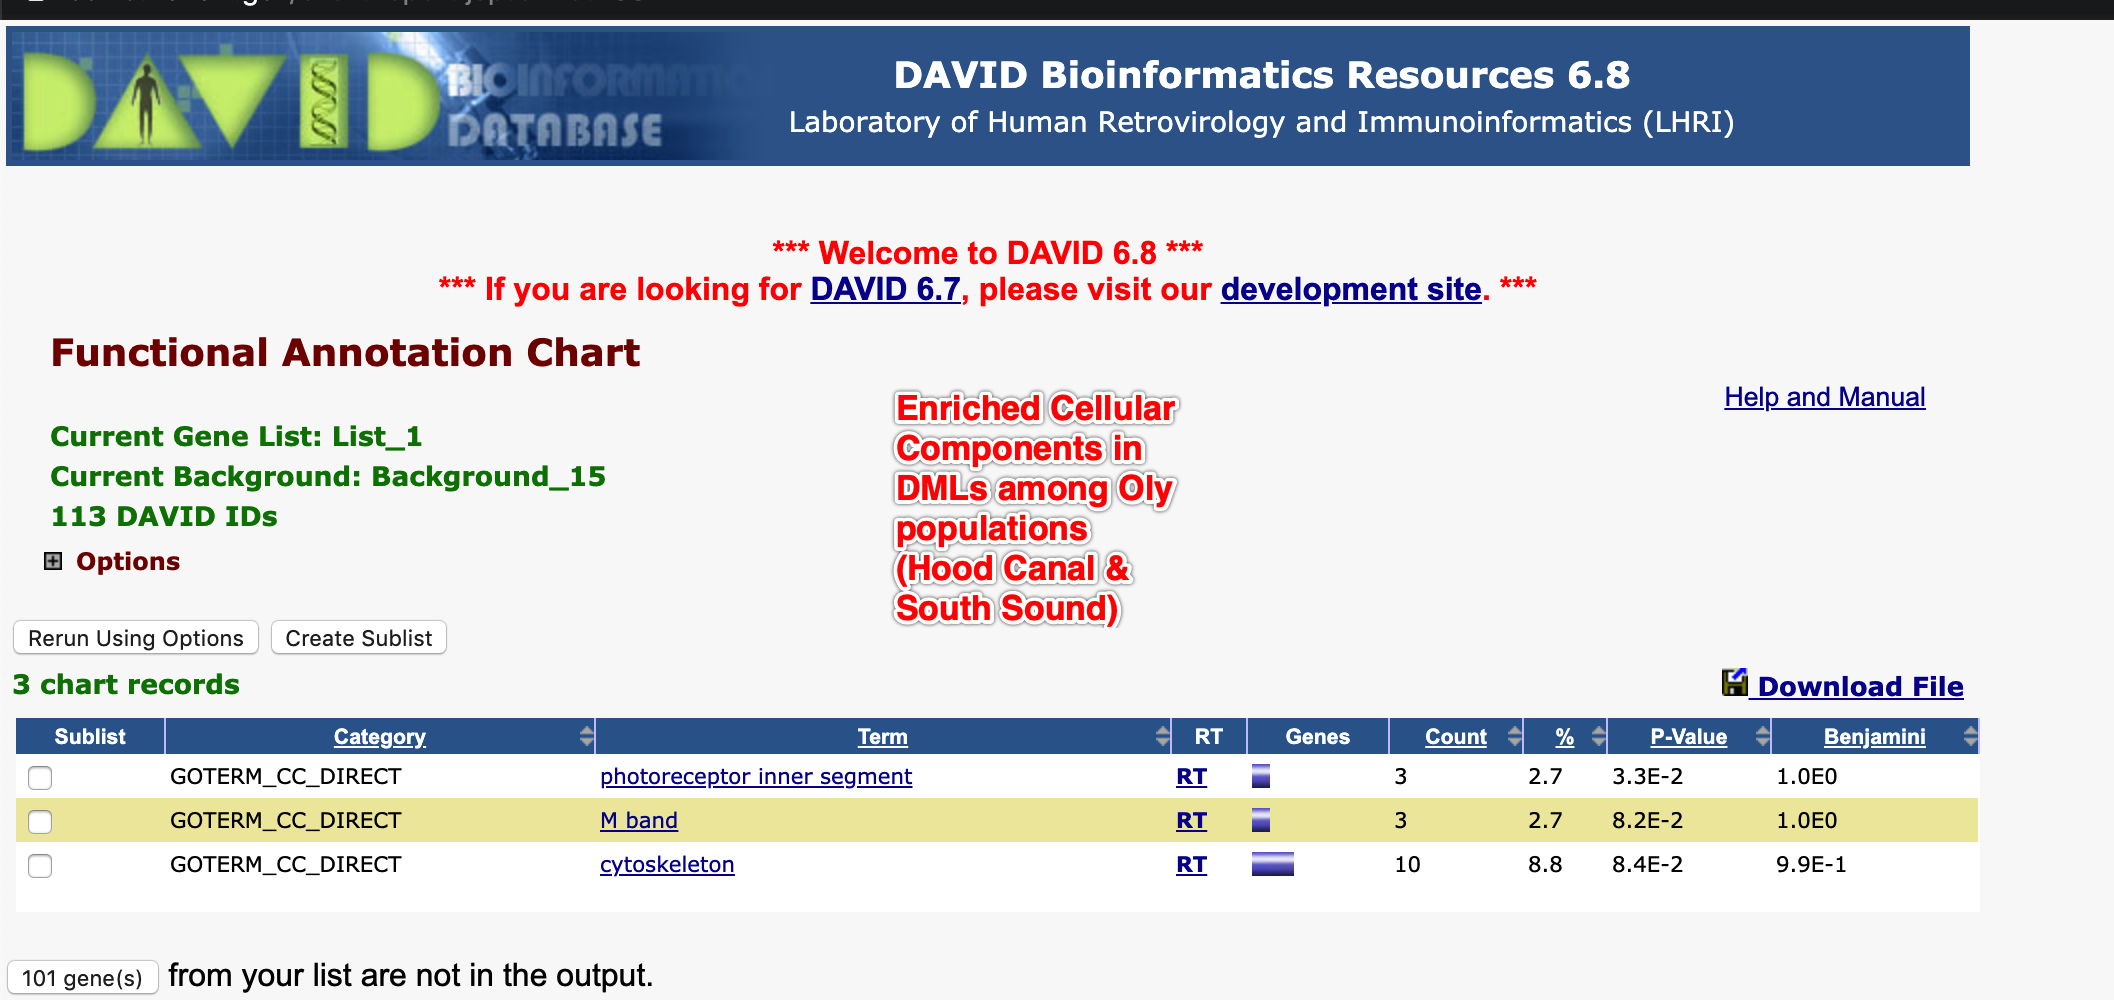 DAVID BIOINFORMATIC
DATABASE
DAVID Bioinformatics Resources 6.8
Laboratory of Human Retrovirology and Immunoinformatics (LHRI)
*** Welcome to DAVID 6.8 ***
*** If you are looking for DAVID 6.7, please visit our development site. ***
Functional Annotation Chart
Help and Manual
Current Gene List: List_1
Current Background: Background_15
113 DAVID IDs
Options
Enriched Cellular
Components in
DMLs among Oly
populations
(Hood Canal &
South Sound)
Rerun Using Options Create Sublist
3 chart records
Download File
Sublist Category Term RT Genes Count % P-Value Benjamini
GOTERM_CC_DIRECT photoreceptor inner segment RT 3 2.7 3.3E-2 1.0E0
GOTERM_CC_DIRECT M band RT 3 2.7 8.2E-2 1.0E0
GOTERM_CC_DIRECT cytoskeleton RT 10 8.8 8.4E-2 9.9E-1
101 gene(s) from your list are not in the output.